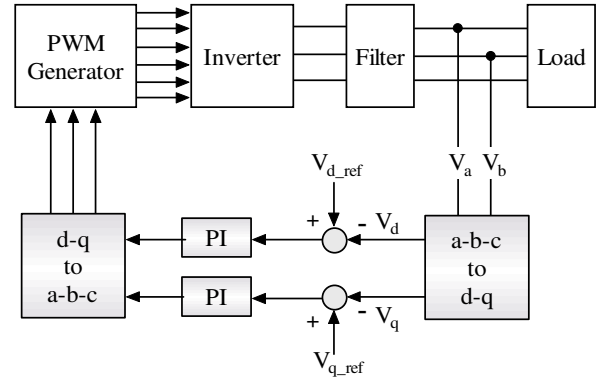 PWM
Generator
Inverter
Filter
Load
V_a
V_b
V_d_ref
+
- V_d
PI
d-q
to
a-b-c
a-b-c
to
d-q
PI
+
- V_q
V_q_ref